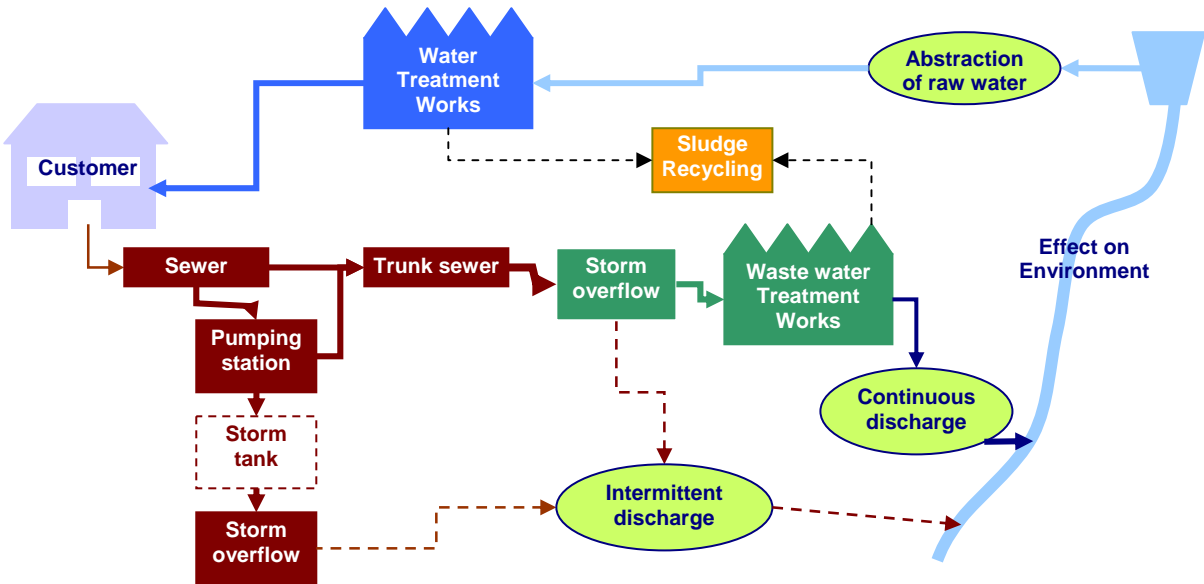 Water
Treatment
Works
Abstraction
of raw water
Customer
Sludge
Recycling
Effect on
Environment
Sewer
Trunk sewer
Storm
overflow
Waste water
Treatment
Works
Pumping
station
Continuous
discharge
Storm
tank
Intermittent
discharge
Storm
overflow